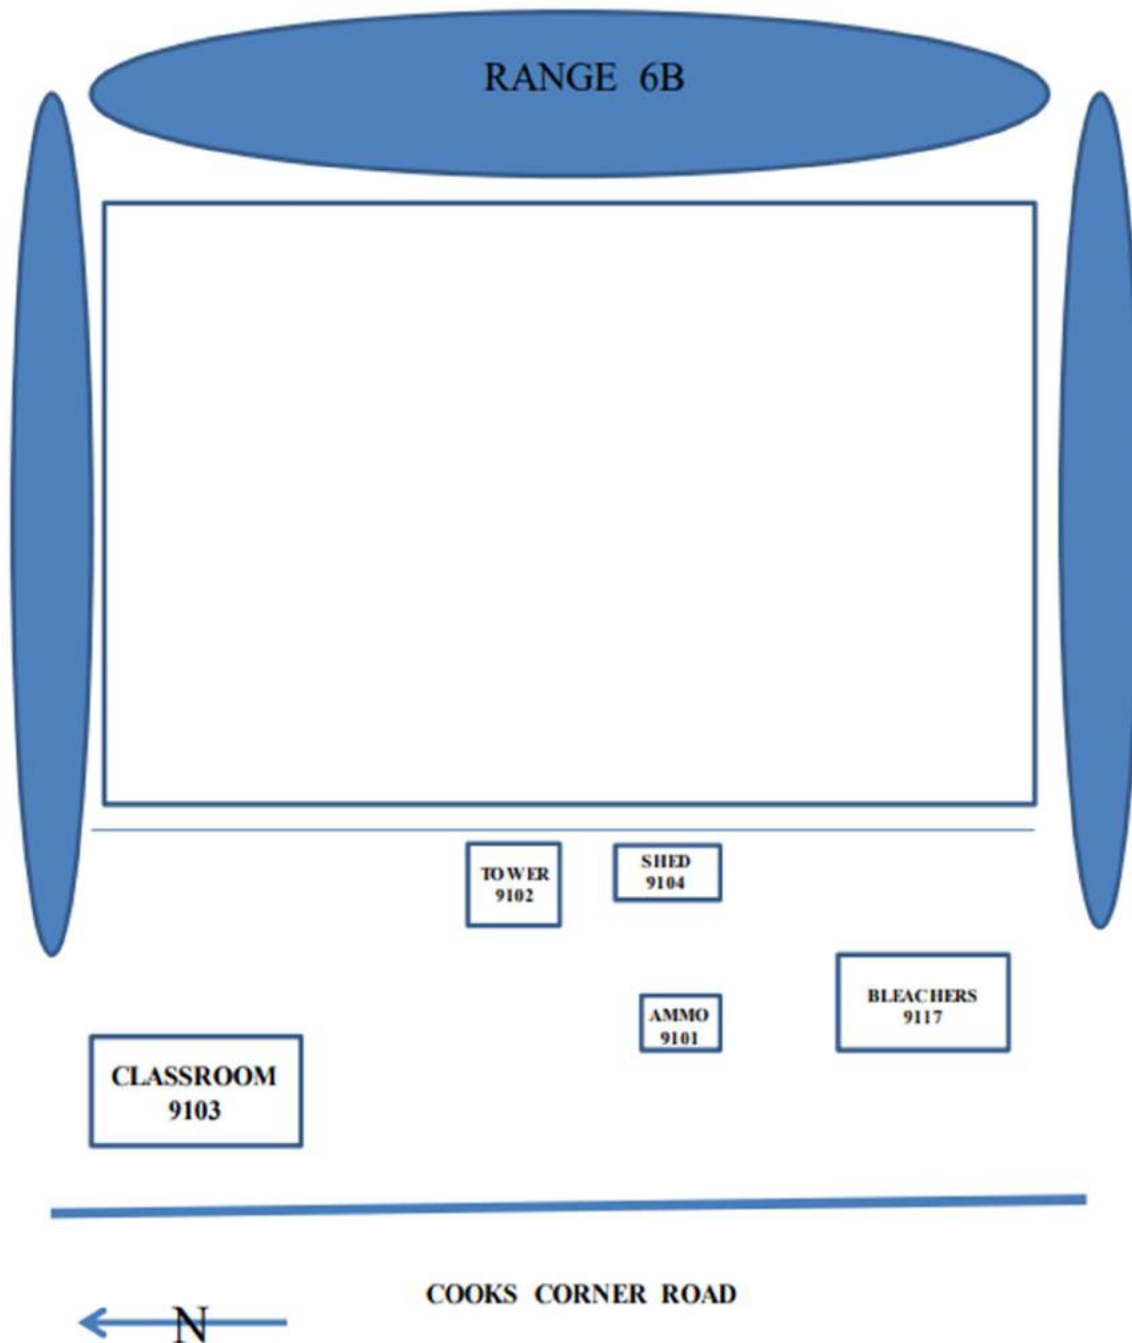 RANGE 6B
TOWER
9102
SHED
9104
BLEACHERS
9117
AMMO
9101
CLASSROOM
9103
COOKS CORNER ROAD
N